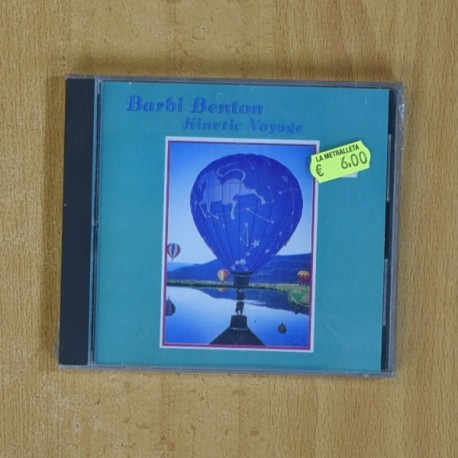 Barbi Benton
Kinetic Voyage
LA METRALLETA
€ 6,00